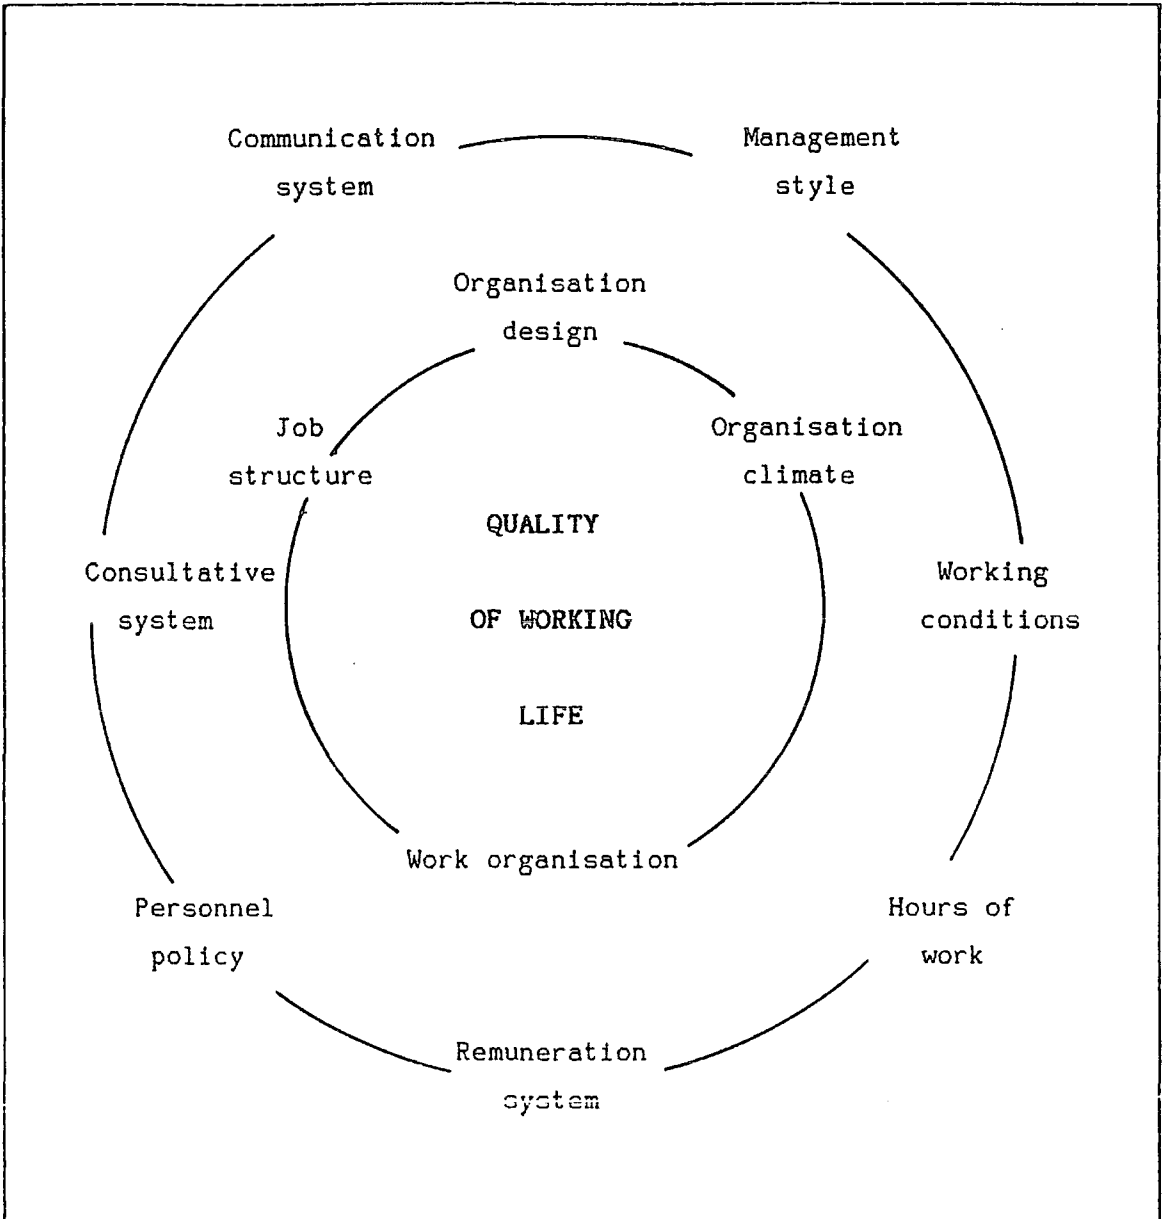 Communication
system
Management
style
Organisation
design
Job
structure
Organisation
climate
QUALITY
OF WORKING
LIFE
Consultative
system
Working
conditions
Work organisation
Personnel
policy
Hours of
work
Remuneration
system